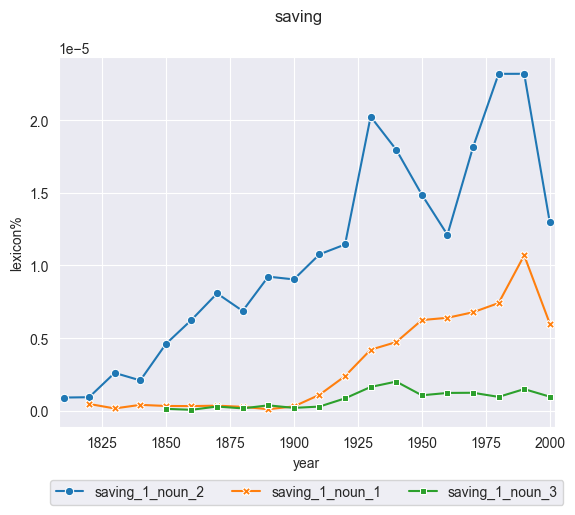 saving
1e−5
2.0
1.5
1.0
0.5
0.0
lexicon%
1825 1850 1875 1900 1925 1950 1975 2000
year
saving_1_noun_2 saving_1_noun_1 saving_1_noun_3